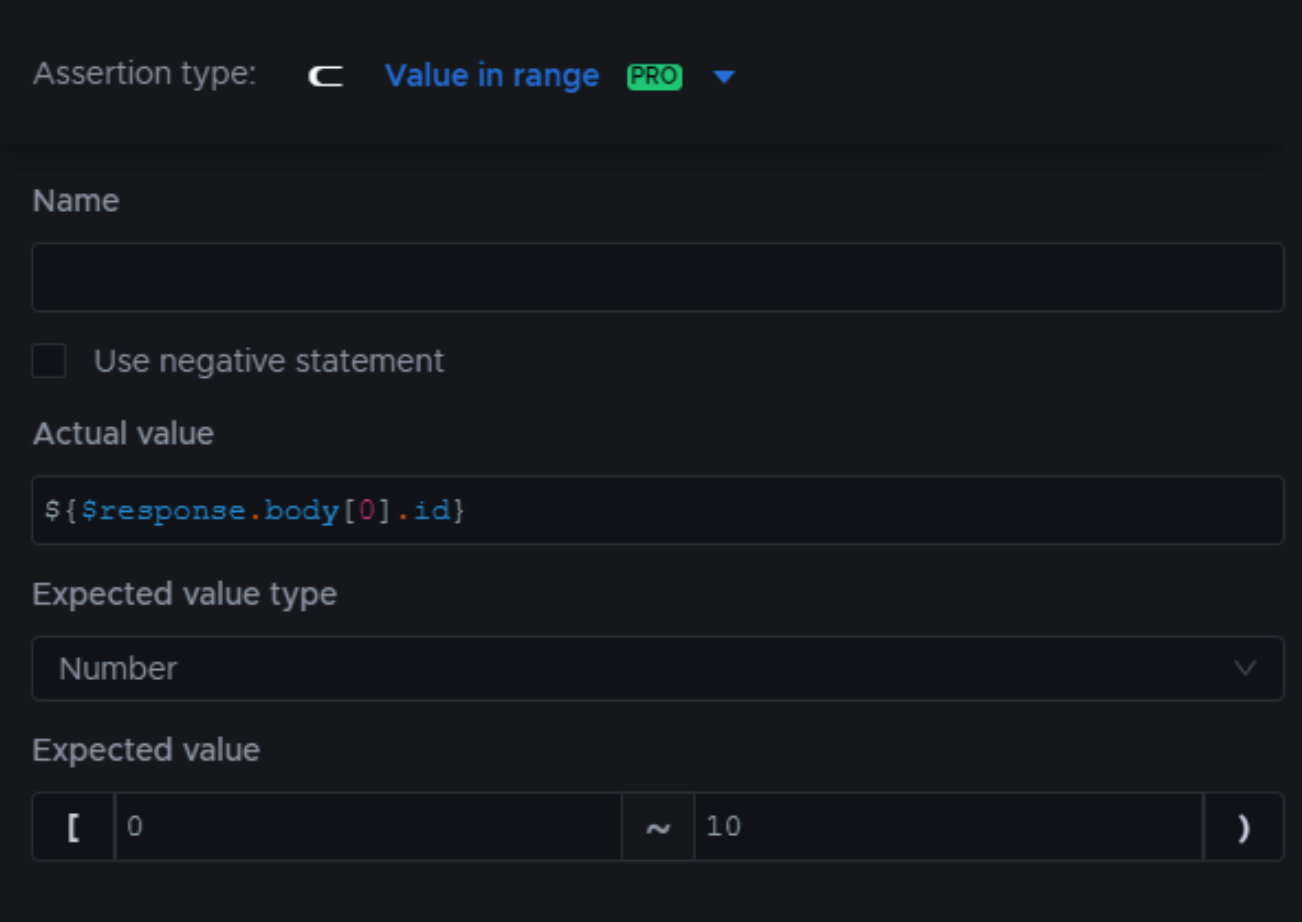 Assertion type: ⊂ Value in range PRO
Name
Use negative statement
Actual value
${$response.body[0].id}
Expected value type
Number
Expected value
[ 0 ~ 10 )